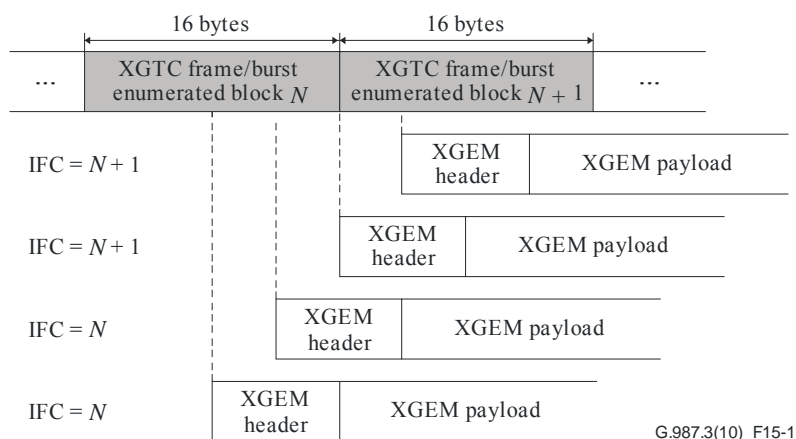 16 bytes 16 bytes
... XGTC frame/burst XGTC frame/burst ...
enumerated block N enumerated block N + 1
IFC = N + 1 XGEM header XGEM payload
IFC = N + 1 XGEM header XGEM payload
IFC = N XGEM header XGEM payload
IFC = N XGEM header XGEM payload
G.987.3(10)_F15-1